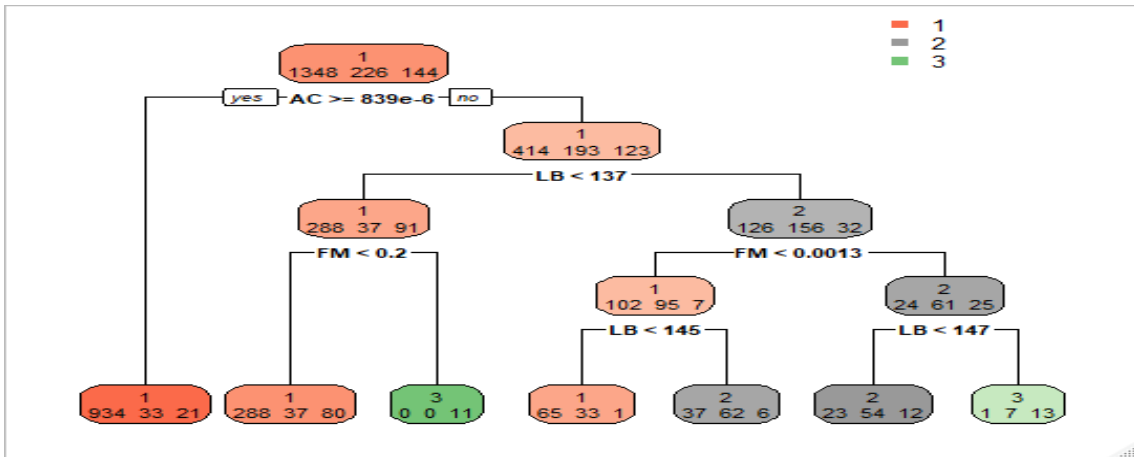 1
2
3
1
1348 226 144
yes AC >= 839e-6 no
1
414 193 123
LB < 137
1
288 37 91
2
126 156 32
FM < 0.2
FM < 0.0013
1
102 95 7
2
24 61 25
LB < 145
LB < 147
1
934 33 21
1
288 37 80
3
0 0 11
1
65 33 1
2
37 62 6
2
23 54 12
3
1 7 13